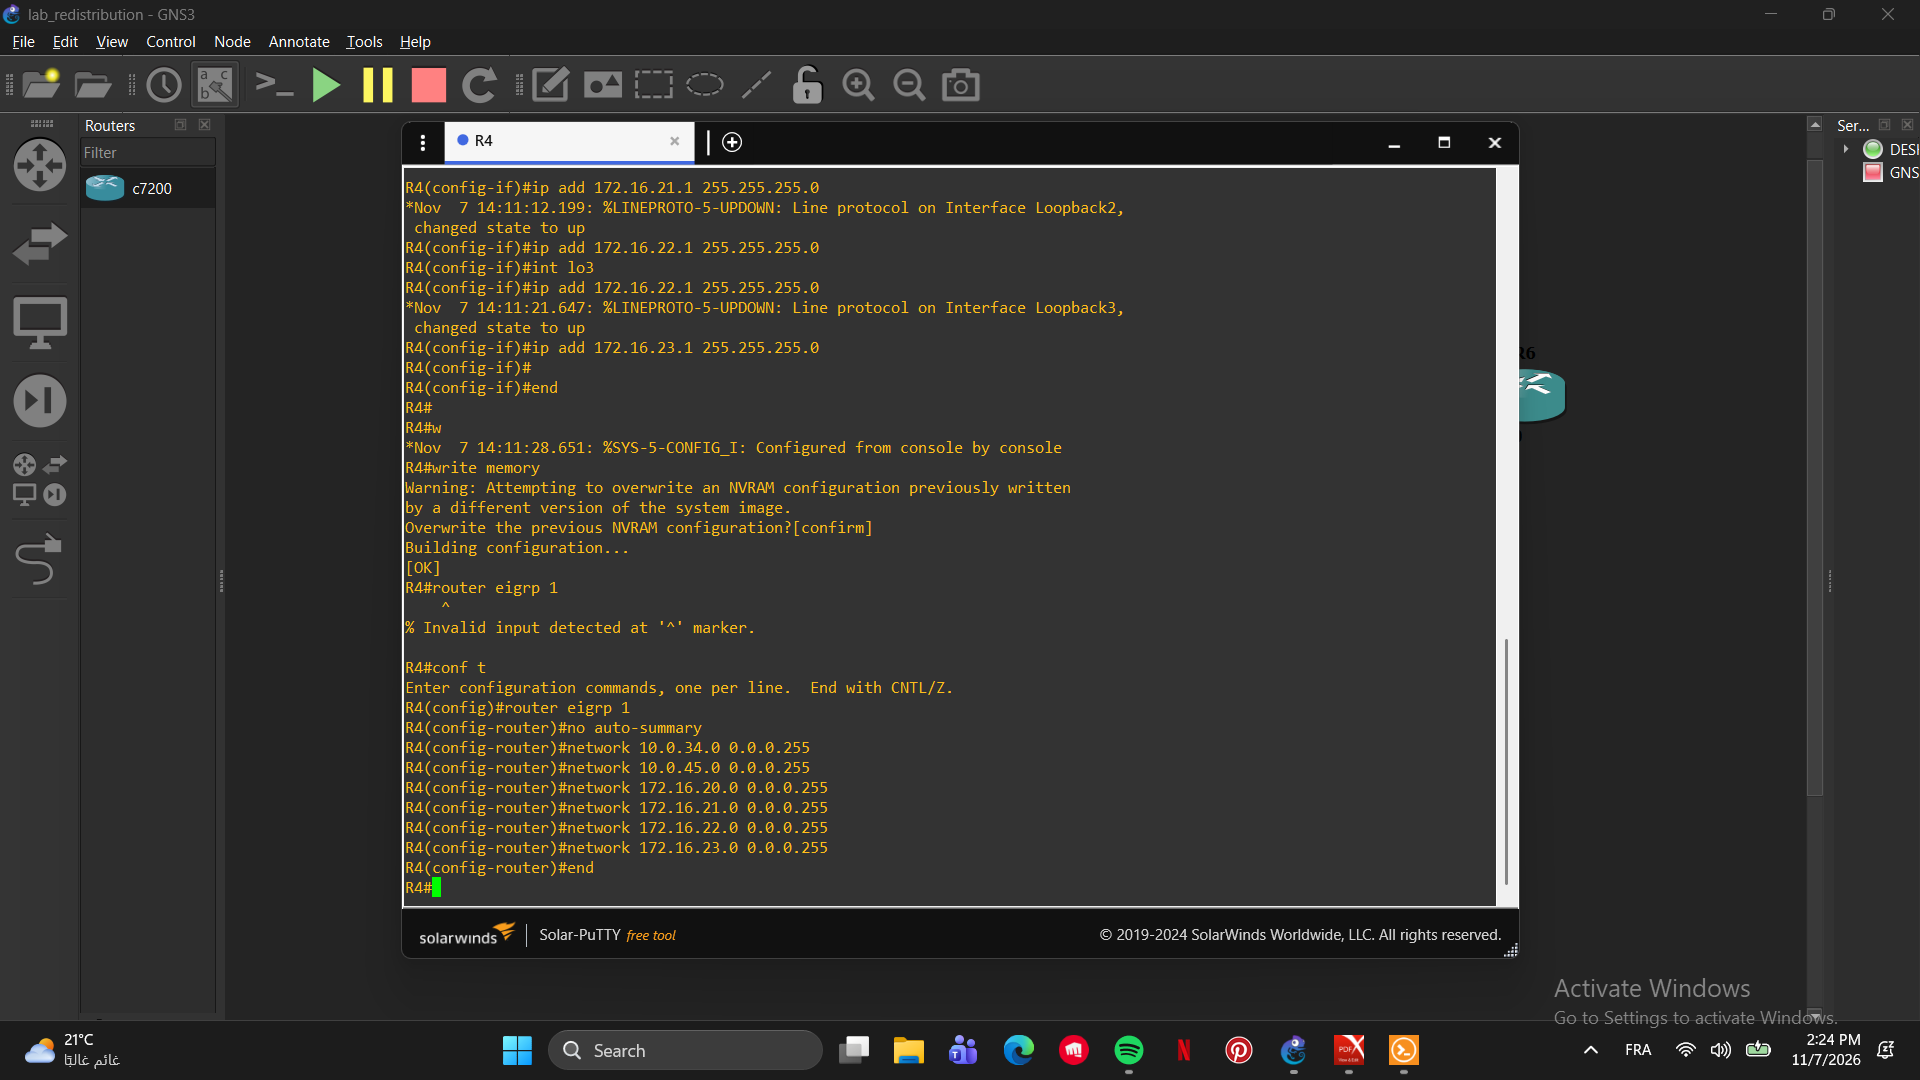 lab_redistribution - GNS3
File Edit View Control Node Annotate Tools Help
a c
b
Routers
Filter
c7200
R4
R4(config-if)#ip add 172.16.21.1 255.255.255.0
*Nov  7 14:11:12.199: %LINEPROTO-5-UPDOWN: Line protocol on Interface Loopback2,
 changed state to up
R4(config-if)#ip add 172.16.22.1 255.255.255.0
R4(config-if)#int lo3
R4(config-if)#ip add 172.16.22.1 255.255.255.0
*Nov  7 14:11:21.647: %LINEPROTO-5-UPDOWN: Line protocol on Interface Loopback3,
 changed state to up
R4(config-if)#ip add 172.16.23.1 255.255.255.0
R4(config-if)#
R4(config-if)#end
R4#
R4#w
*Nov  7 14:11:28.651: %SYS-5-CONFIG_I: Configured from console by console
R4#write memory
Warning: Attempting to overwrite an NVRAM configuration previously written
by a different version of the system image.
Overwrite the previous NVRAM configuration?[confirm]
Building configuration...
[OK]
R4#router eigrp 1
    ^
% Invalid input detected at '^' marker.
R4#conf t
Enter configuration commands, one per line.  End with CNTL/Z.
R4(config)#router eigrp 1
R4(config-router)#no auto-summary
R4(config-router)#network 10.0.34.0 0.0.0.255
R4(config-router)#network 10.0.45.0 0.0.0.255
R4(config-router)#network 172.16.20.0 0.0.0.255
R4(config-router)#network 172.16.21.0 0.0.0.255
R4(config-router)#network 172.16.22.0 0.0.0.255
R4(config-router)#network 172.16.23.0 0.0.0.255
R4(config-router)#end
R4#
solarwinds Solar-PuTTY free tool
© 2019-2024 SolarWinds Worldwide, LLC. All rights reserved.
R6
Ser...
DESI
GNS
Activate Windows
Go to Settings to activate Windows.
21°C
غائم غالبًا
Search
FRA
2:24 PM
11/7/2026